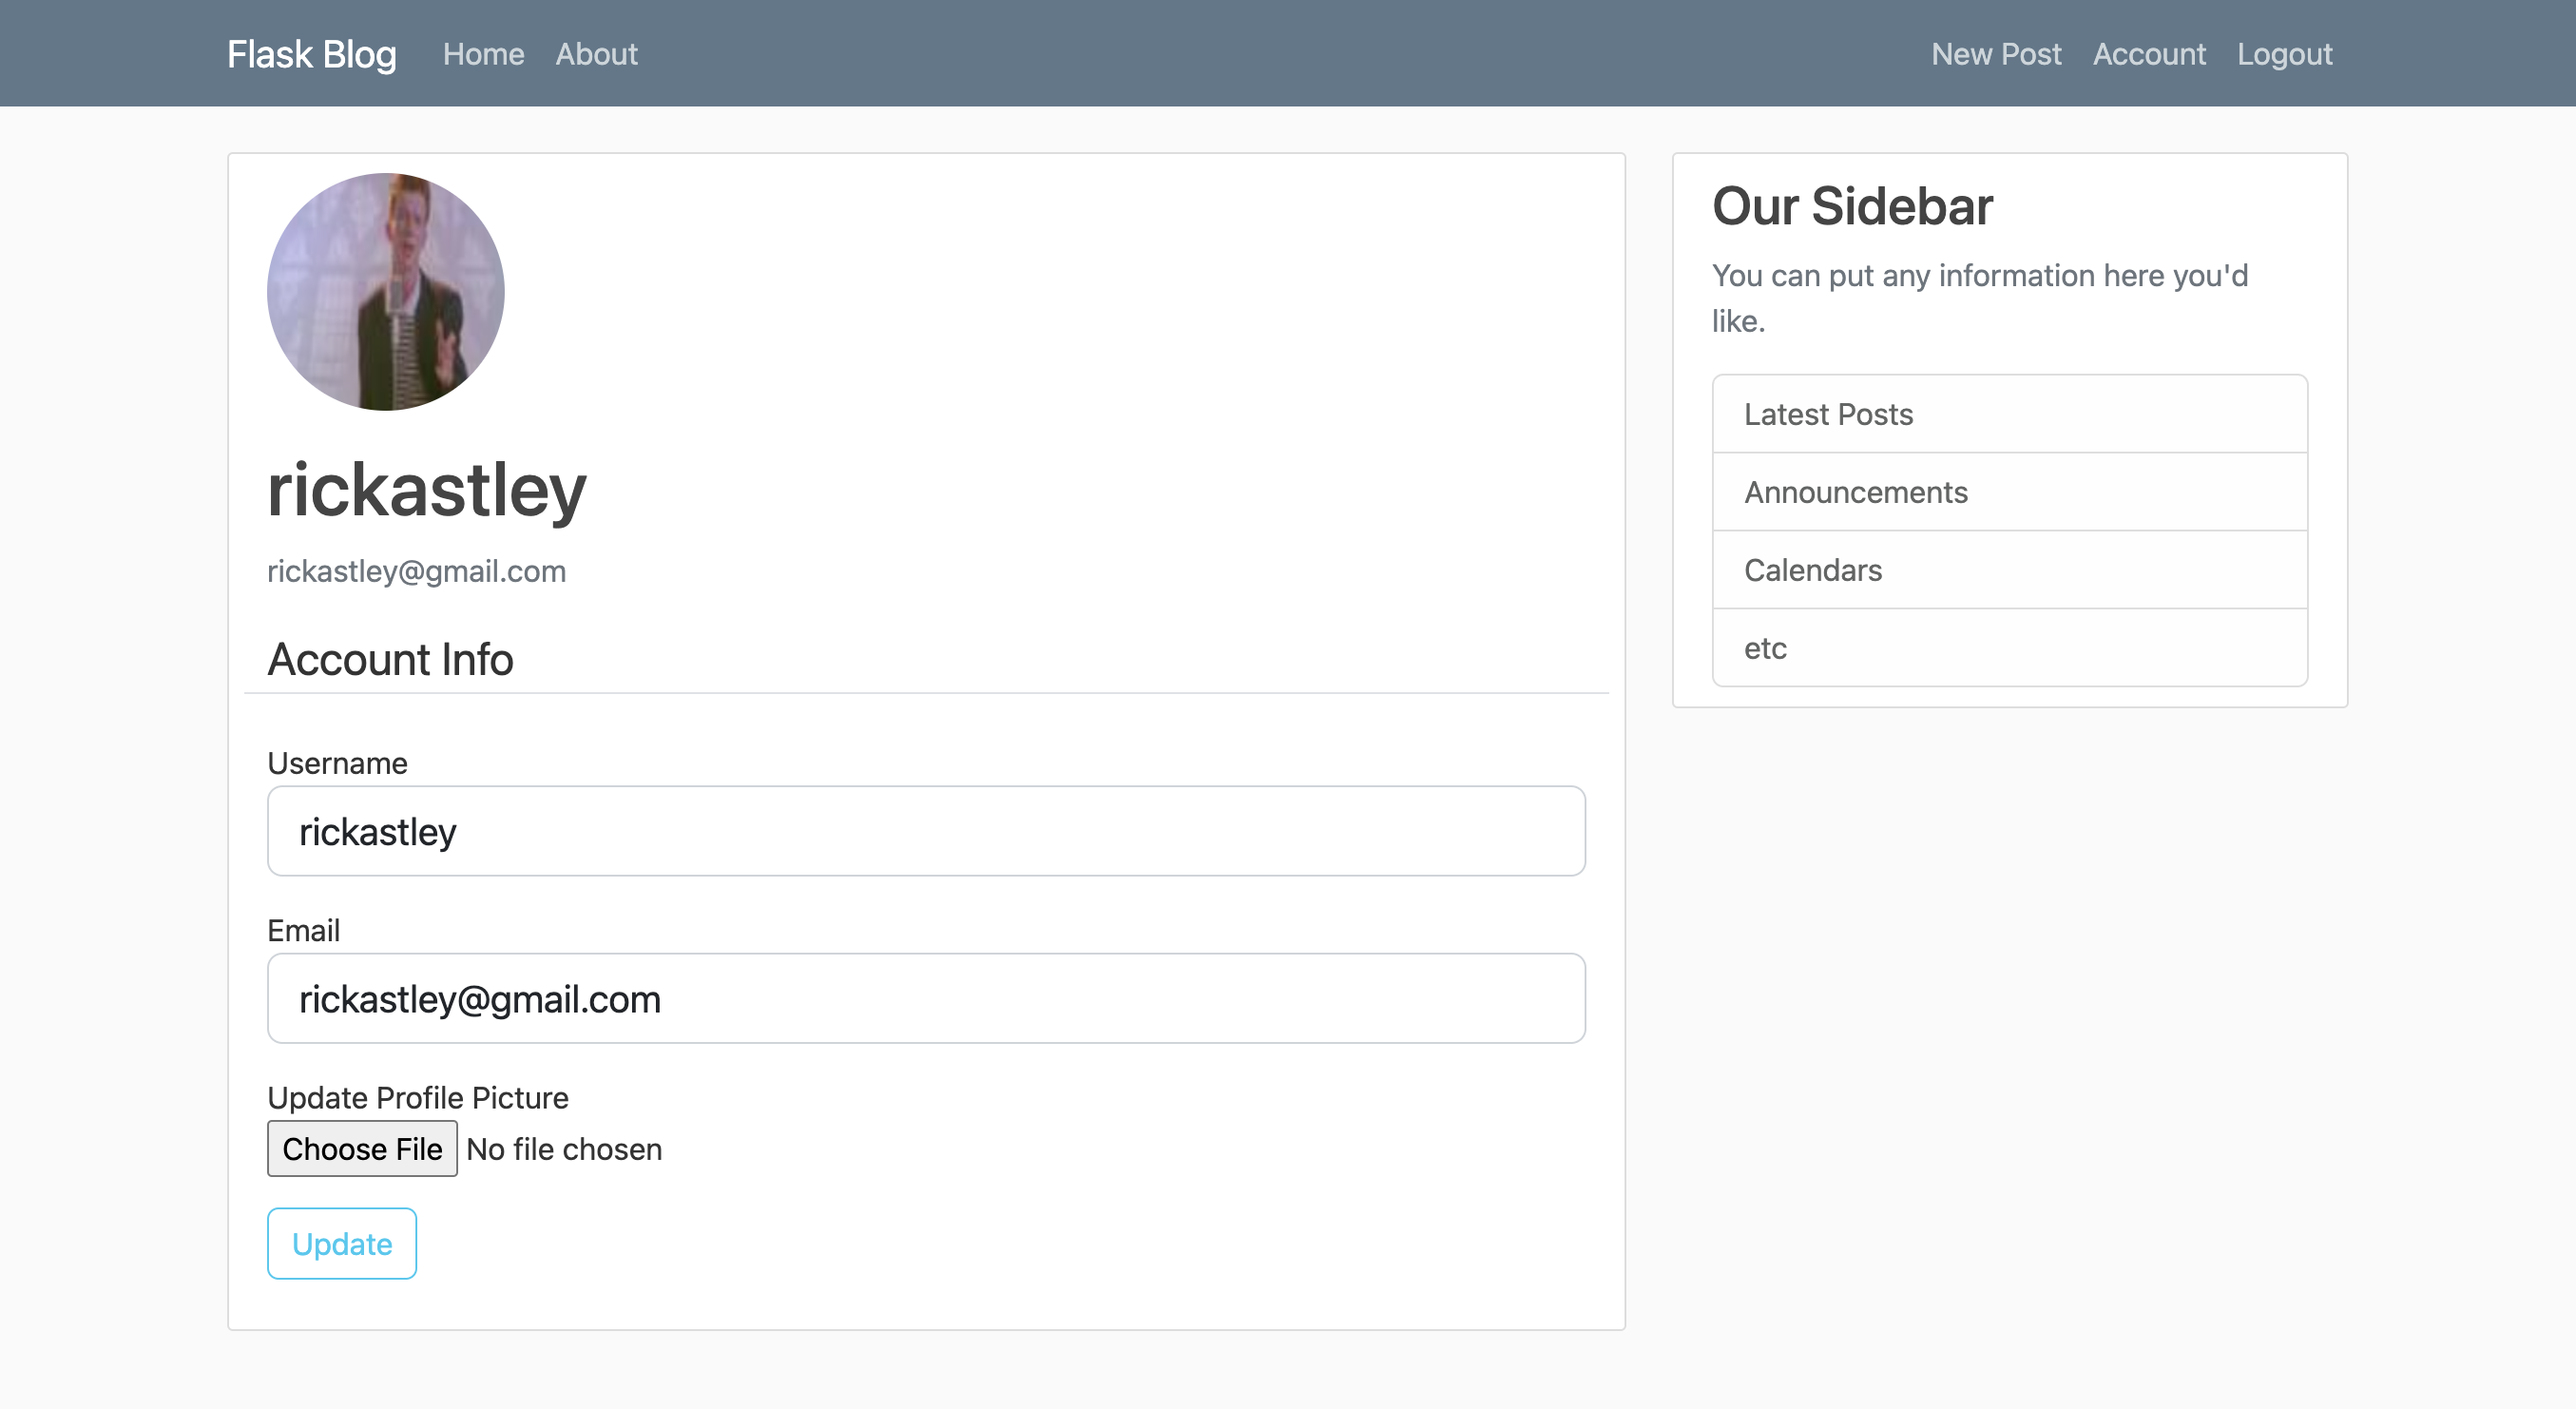 Flask Blog Home About New Post Account Logout
rickastley
rickastley@gmail.com
Account Info
Username
rickastley
Email
rickastley@gmail.com
Update Profile Picture
Choose File No file chosen
Update
Our Sidebar
You can put any information here you'd
like.
Latest Posts
Announcements
Calendars
etc